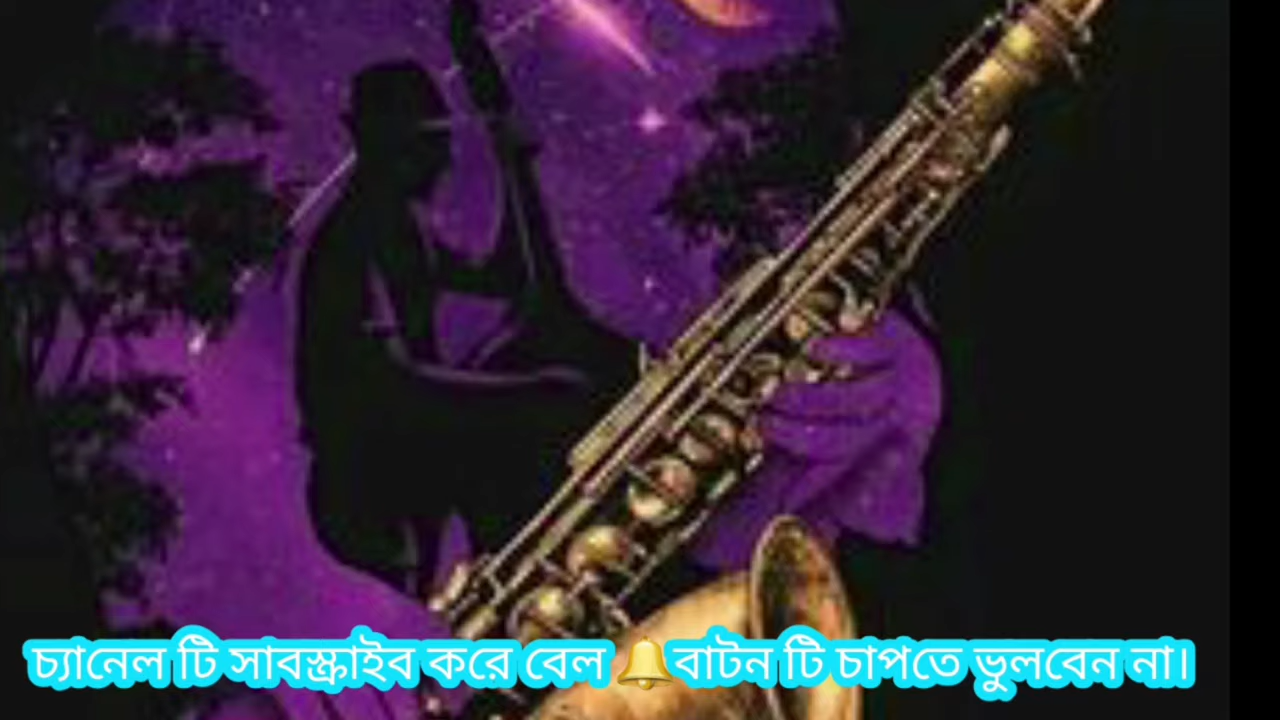 চ্যানেল টি সাবস্ক্রাইব করে বেল 🔔বাটন টি চাপতে ভুলবেন না।